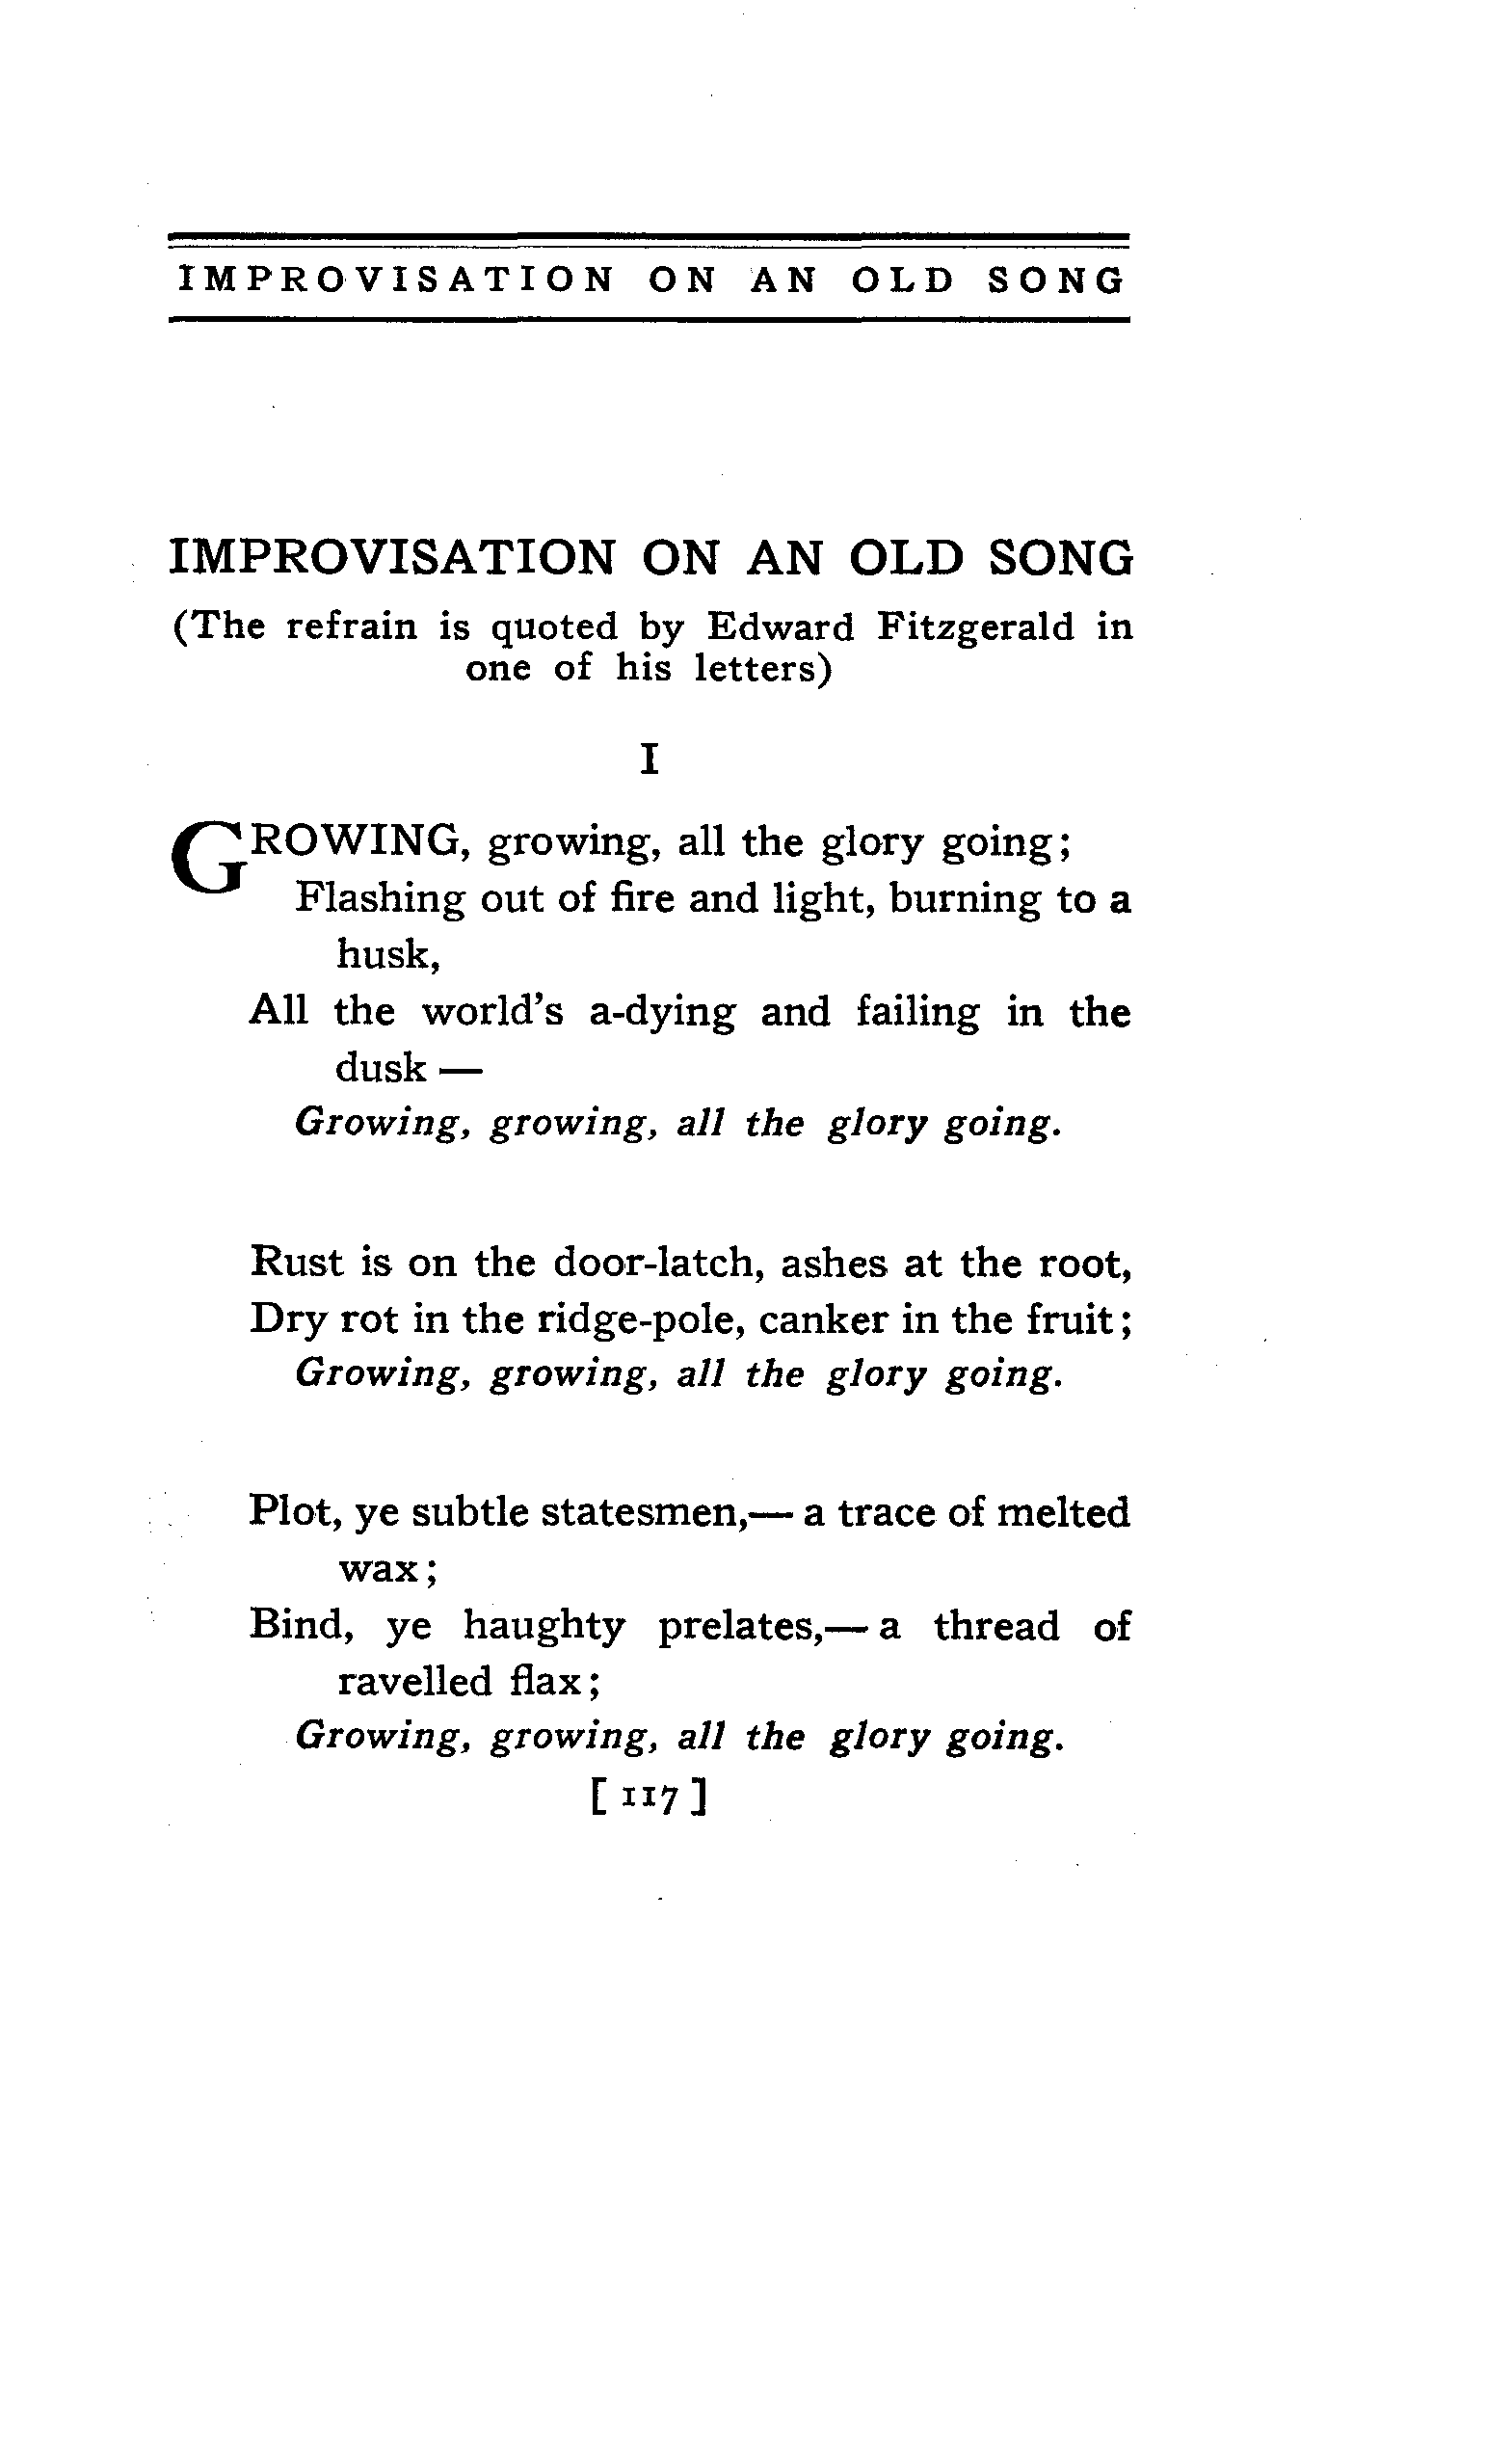 IMPROVISATION ON AN OLD SONG
IMPROVISATION ON AN OLD SONG
(The refrain is quoted by Edward Fitzgerald in
one of his letters)
I
GROWING, growing, all the glory going;
Flashing out of fire and light, burning to a
husk,
All the world's a-dying and failing in the
dusk —
Growing, growing, all the glory going.
Rust is on the door-latch, ashes at the root,
Dry rot in the ridge-pole, canker in the fruit;
Growing, growing, all the glory going.
Plot, ye subtle statesmen,— a trace of melted
wax;
Bind, ye haughty prelates,— a thread of
ravelled flax;
Growing, growing, all the glory going.
[ 117 ]